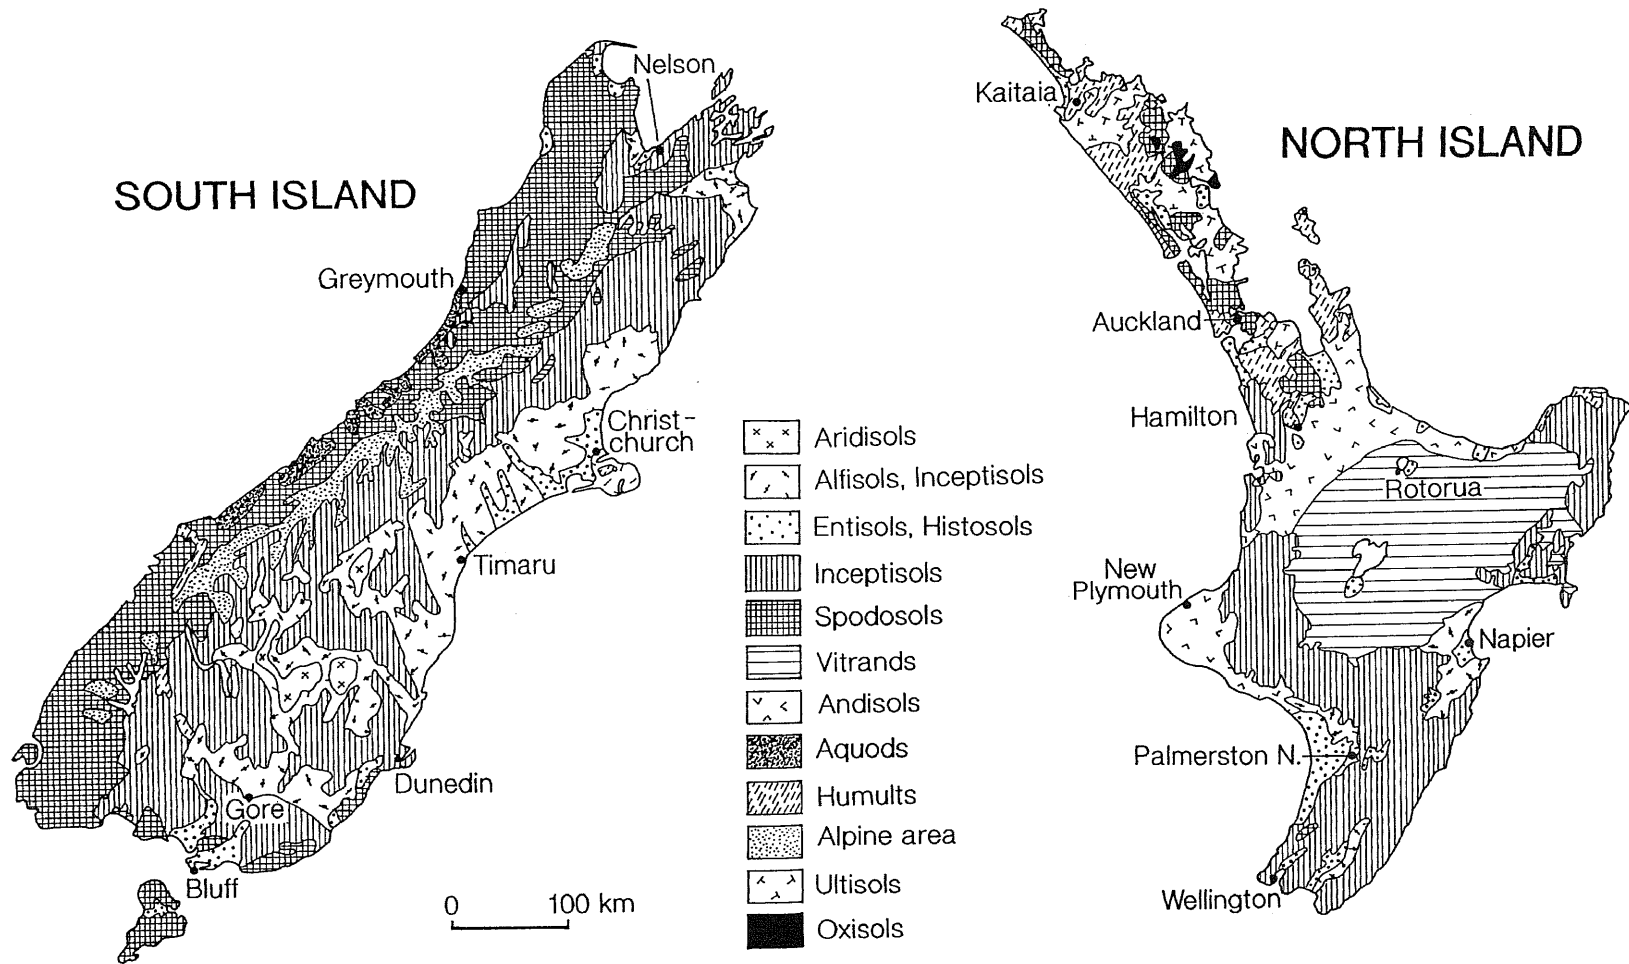 SOUTH ISLAND
Nelson
Greymouth
Christ-
church
Timaru
Dunedin
Gore
Bluff
0 100 km
Aridisols
Alfisols, Inceptisols
Entisols, Histosols
Inceptisols
Spodosols
Vitrands
Andisols
Aquods
Humults
Alpine area
Ultisols
Oxisols
NORTH ISLAND
Kaitaia
Auckland
Hamilton
Rotorua
New
Plymouth
Napier
Palmerston N.
Wellington